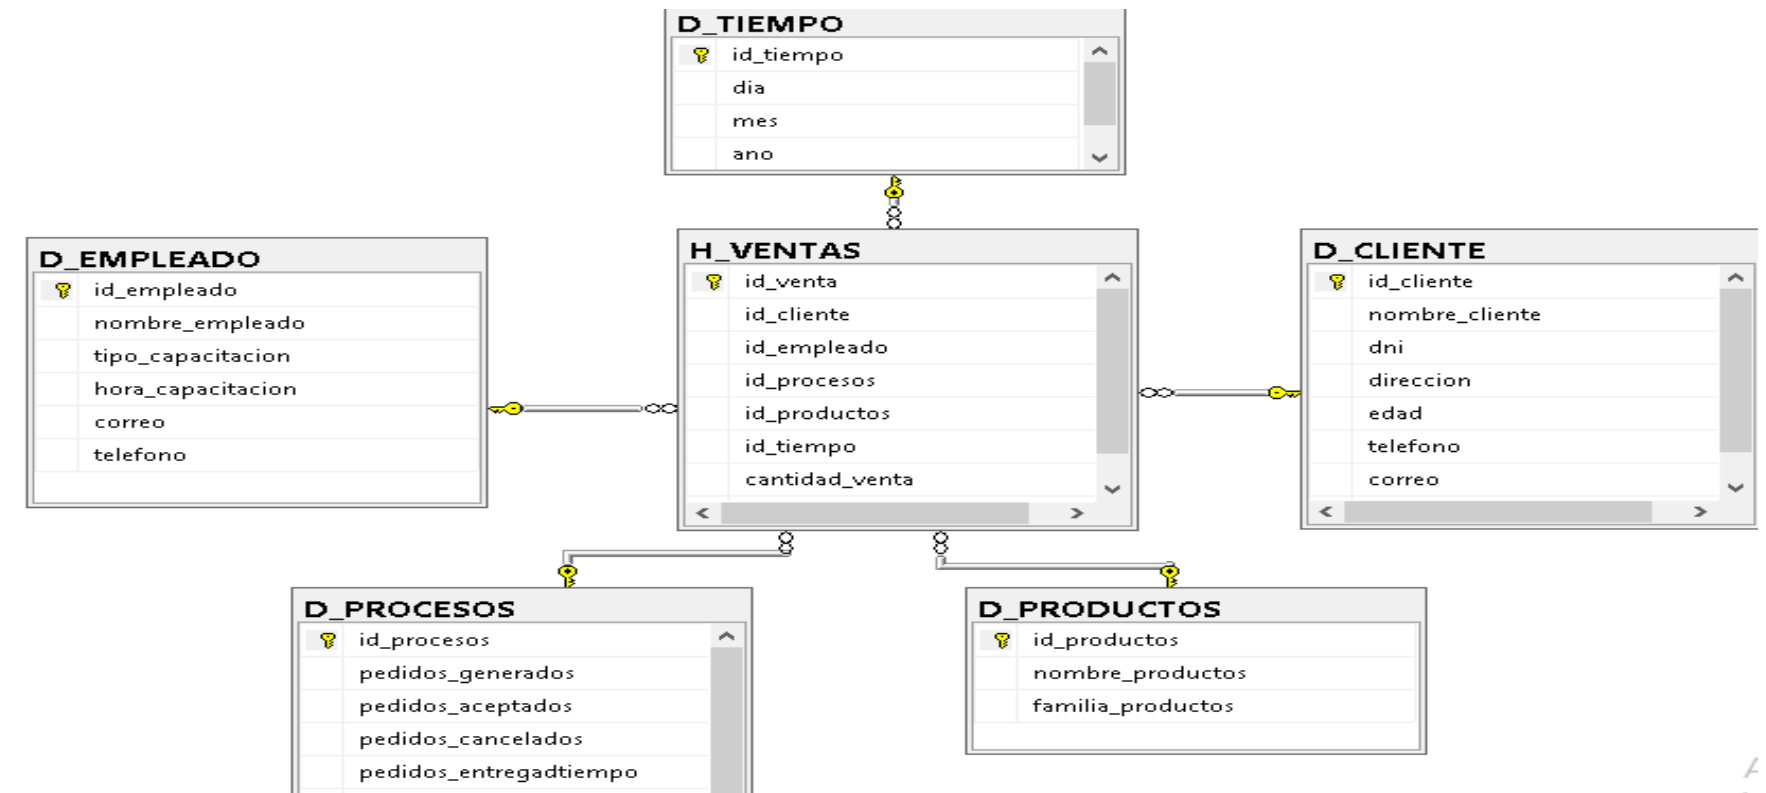 D_TIEMPO
id_tiempo
dia
mes
ano
D_EMPLEADO
id_empleado
nombre_empleado
tipo_capacitacion
hora_capacitacion
correo
telefono
H_VENTAS
id_venta
id_cliente
id_empleado
id_procesos
id_productos
id_tiempo
cantidad_venta
D_CLIENTE
id_cliente
nombre_cliente
dni
direccion
edad
telefono
correo
D_PROCESOS
id_procesos
pedidos_generados
pedidos_aceptados
pedidos_cancelados
pedidos_entregadtiempo
D_PRODUCTOS
id_productos
nombre_productos
familia_productos